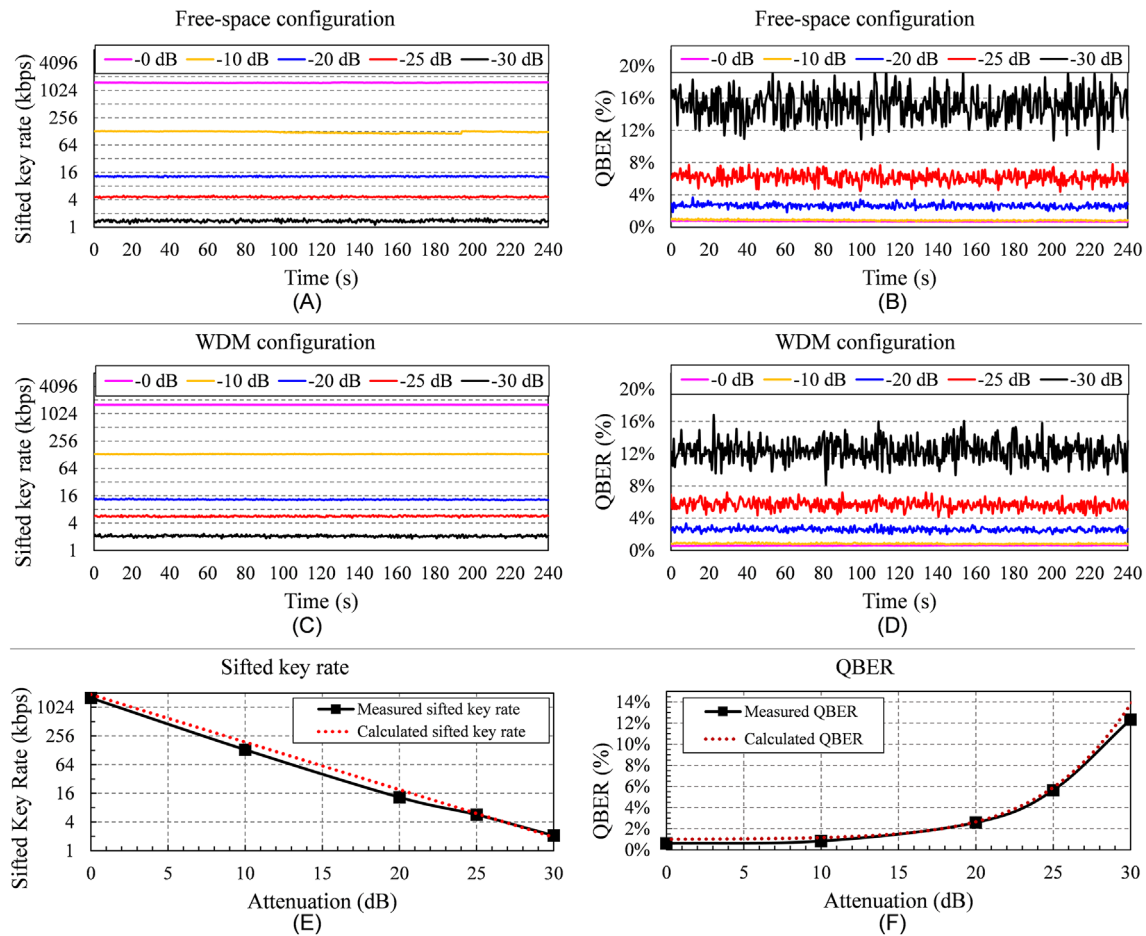 Free-space configuration
Sifted key rate (kbps)
-0 dB -10 dB -20 dB -25 dB -30 dB
4096
1024
256
64
16
4
1
0 20 40 60 80 100 120 140 160 180 200 220 240
Time (s)
(A)
Free-space configuration
QBER (%)
-0 dB -10 dB -20 dB -25 dB -30 dB
20%
16%
12%
8%
4%
0%
0 20 40 60 80 100 120 140 160 180 200 220 240
Time (s)
(B)
WDM configuration
Sifted key rate (kbps)
-0 dB -10 dB -20 dB -25 dB -30 dB
4096
1024
256
64
16
4
1
0 20 40 60 80 100 120 140 160 180 200 220 240
Time (s)
(C)
WDM configuration
QBER (%)
-0 dB -10 dB -20 dB -25 dB -30 dB
20%
16%
12%
8%
4%
0%
0 20 40 60 80 100 120 140 160 180 200 220 240
Time (s)
(D)
Sifted key rate
Sifted Key Rate (kbps)
Measured sifted key rate
Calculated sifted key rate
1024
256
64
16
4
1
0 5 10 15 20 25 30
Attenuation (dB)
(E)
QBER
QBER (%)
Measured QBER
Calculated QBER
14%
12%
10%
8%
6%
4%
2%
0%
0 5 10 15 20 25 30
Attenuation (dB)
(F)